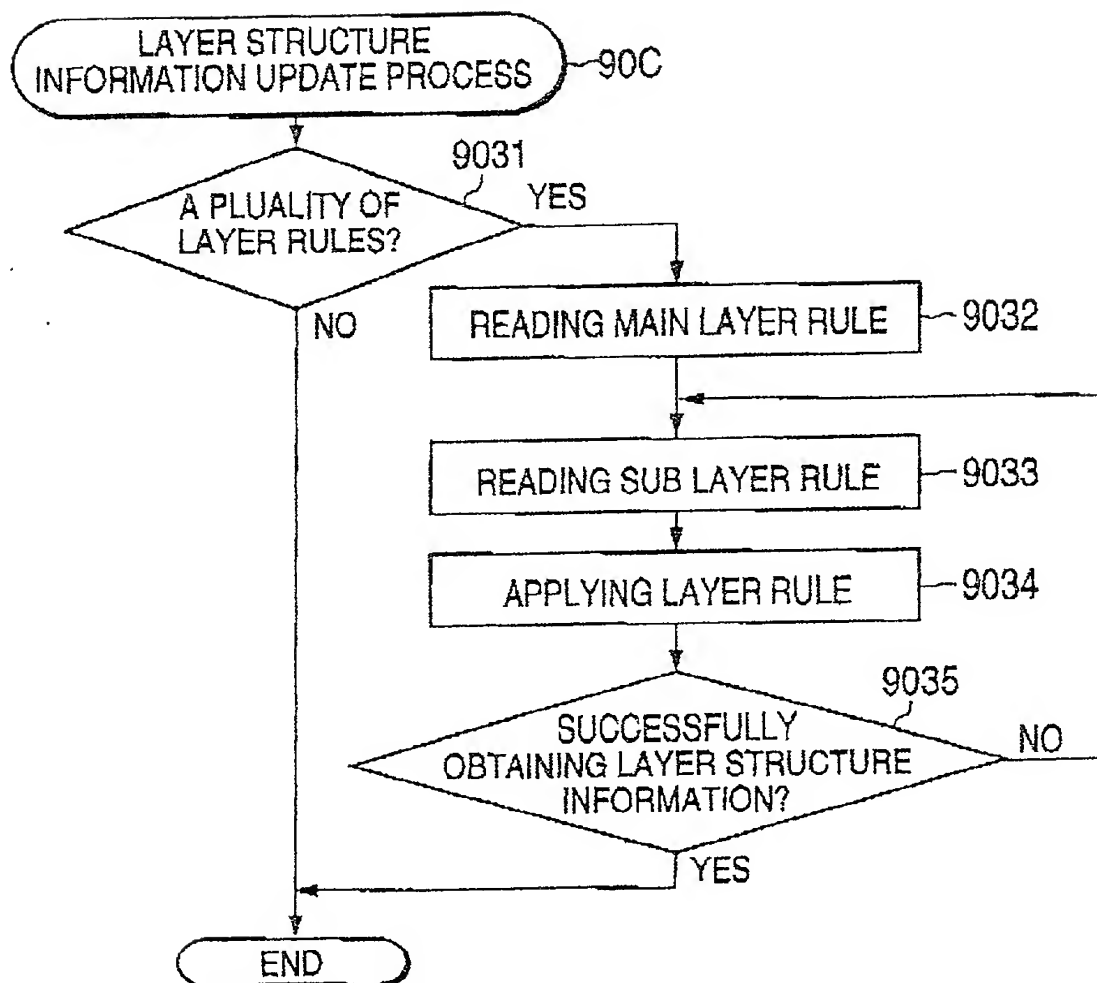 LAYER STRUCTURE
INFORMATION UPDATE PROCESS
90C
9031
A PLUALITY OF
LAYER RULES?
YES
NO
READING MAIN LAYER RULE
9032
READING SUB LAYER RULE
9033
APPLYING LAYER RULE
9034
9035
SUCCESSFULLY
OBTAINING LAYER STRUCTURE
INFORMATION?
NO
YES
END